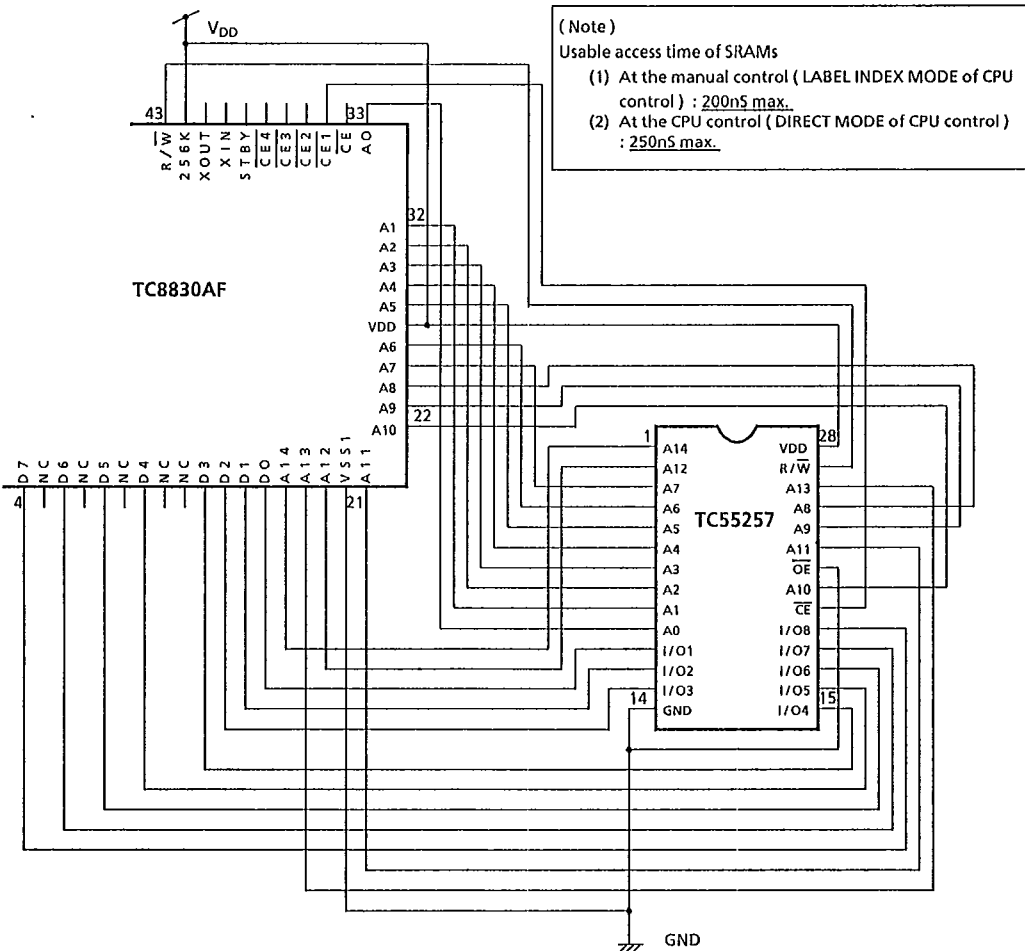 VDD
( Note )
Usable access time of SRAMs
(1) At the manual control ( LABEL INDEX MODE of CPU
control ) : 200nS max.
(2) At the CPU control ( DIRECT MODE of CPU control )
: 250nS max.
43
33
R/W
256K
XOUT
XIN
STBY
CE4
CE3
CE2
CE1
CE
A0
32
A1
A2
A3
A4
A5
VDD
A6
A7
A8
A9
22
A10
TC8830AF
D7
NC
D6
NC
D5
NC
D4
NC
NC
D3
D2
D1
D0
A14
A13
A12
VSS1
A11
4
21
1
28
A14
A12
A7
A6
A5
A4
A3
A2
A1
A0
I/O1
I/O2
I/O3
14
GND
TC55257
VDD
R/W
A13
A8
A9
A11
OE
A10
CE
I/O8
I/O7
I/O6
I/O5
15
I/O4
GND